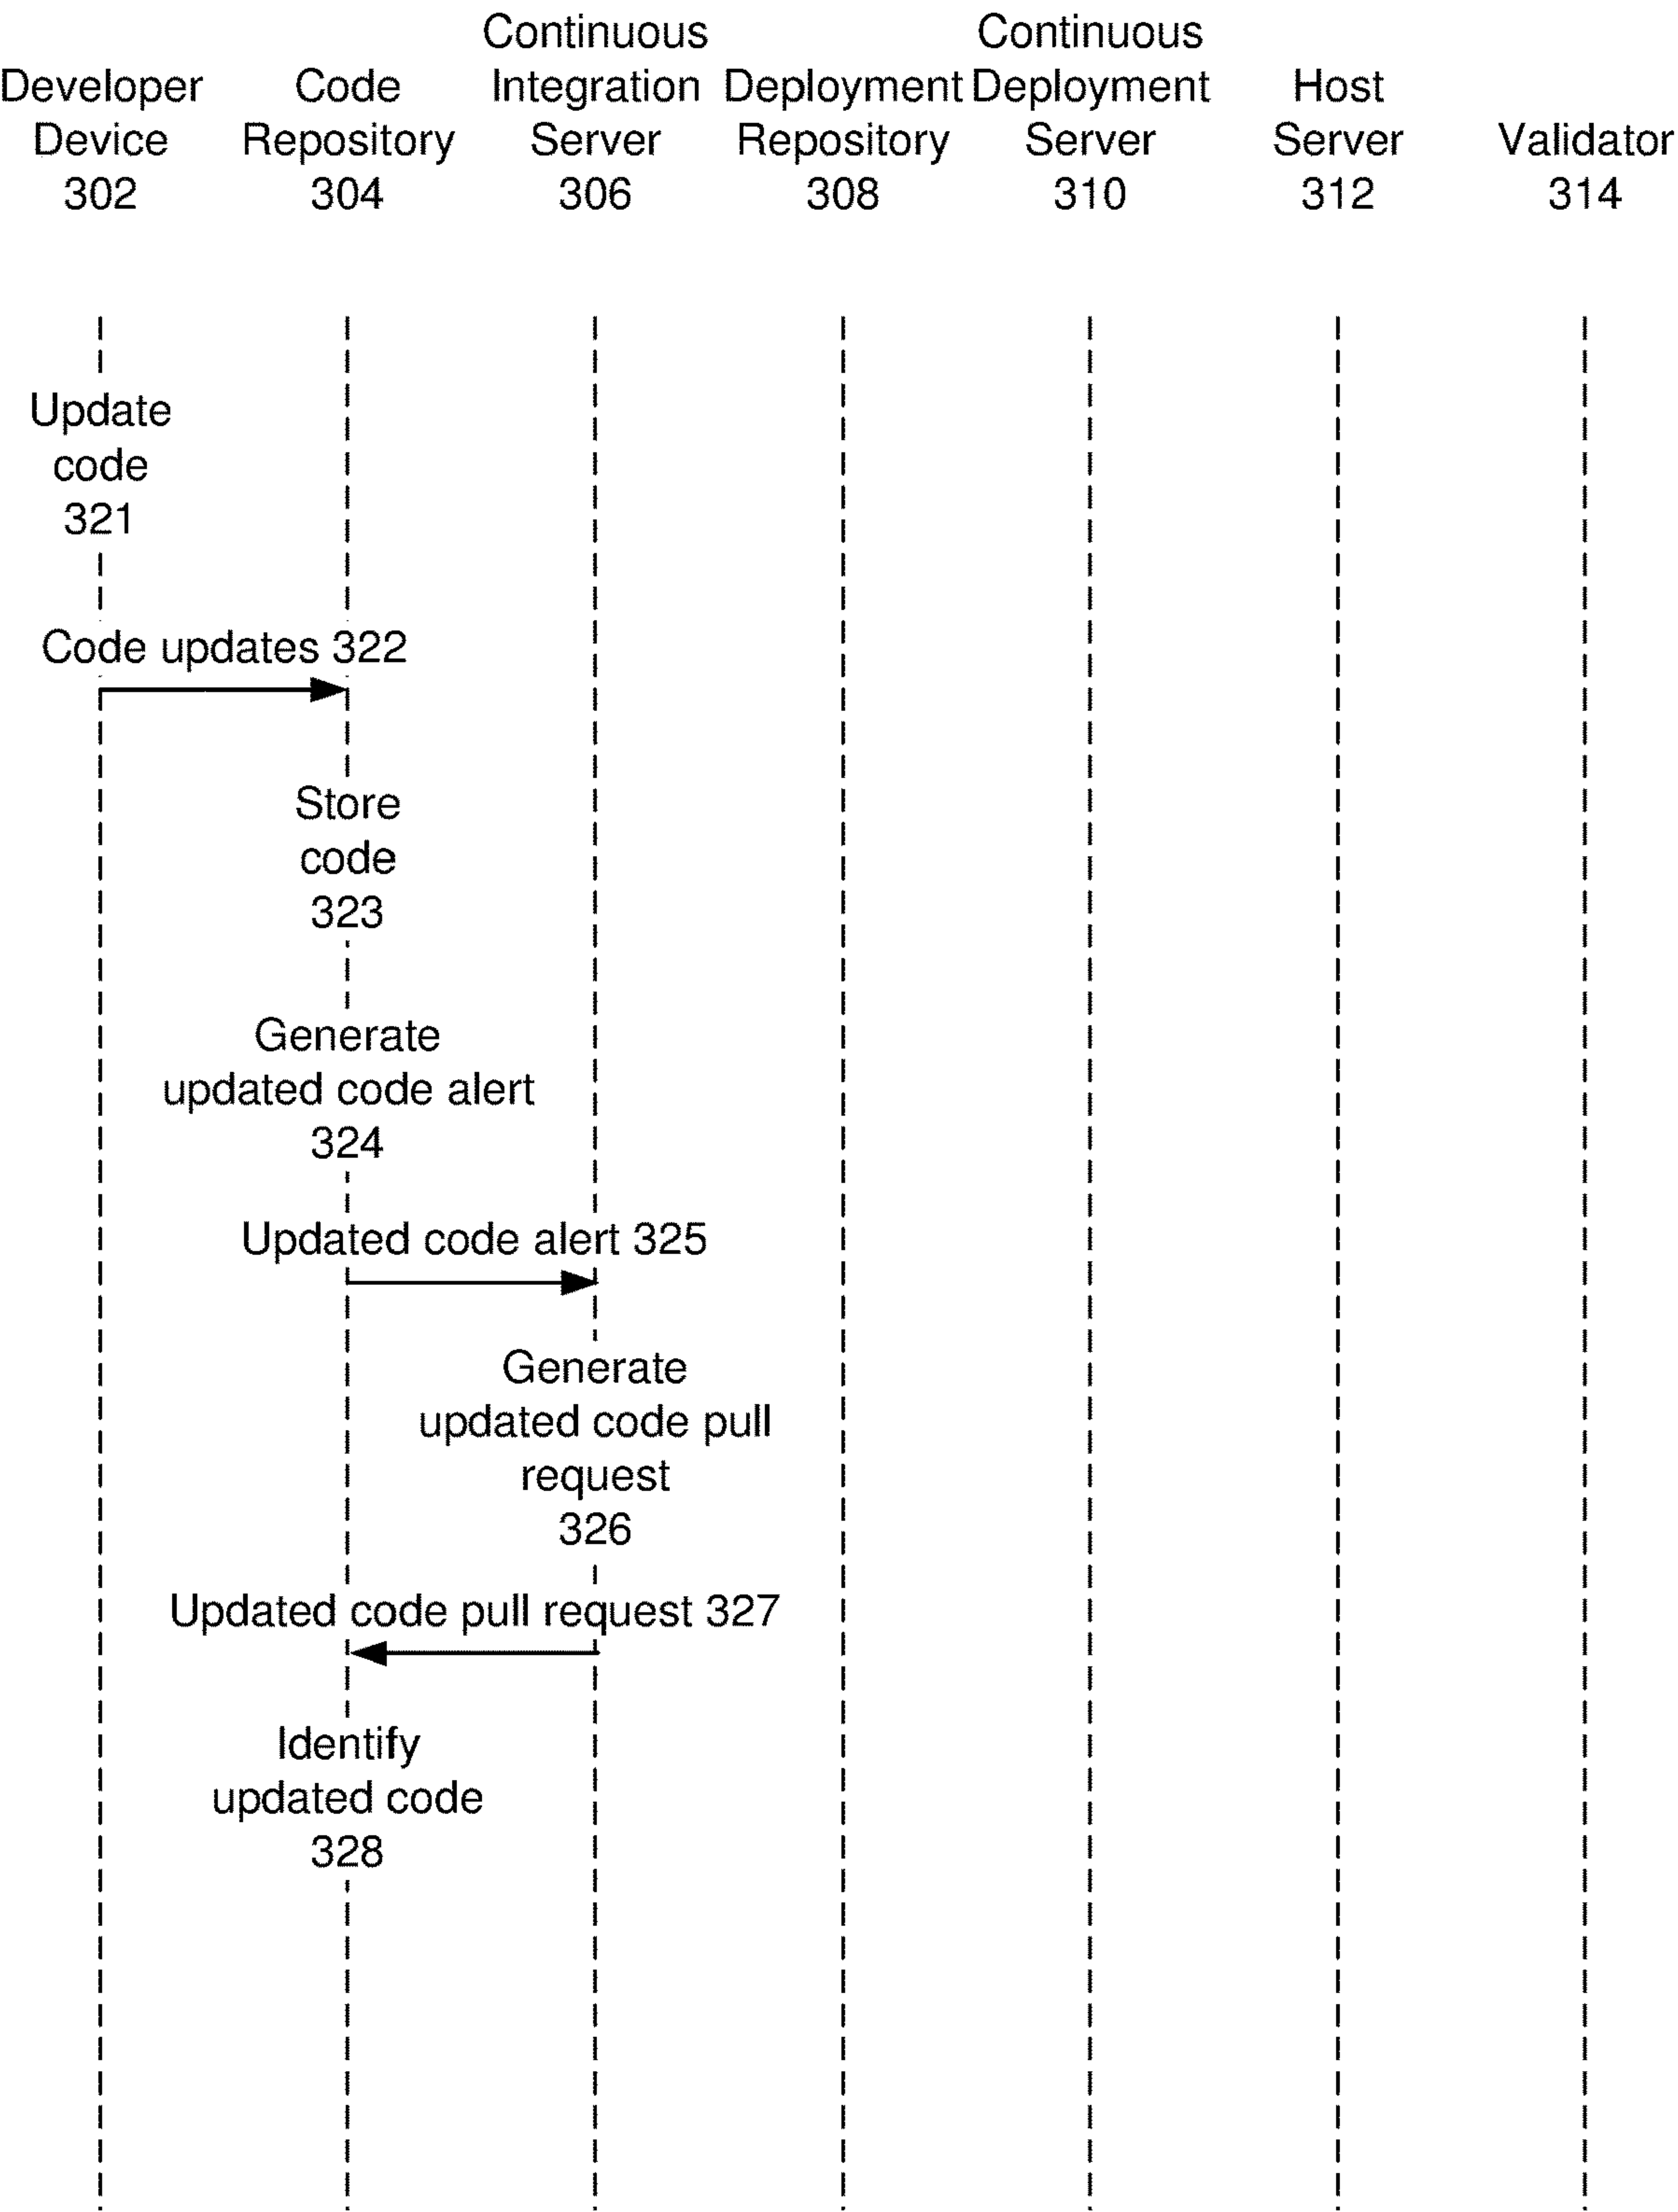 Developer
Device
302
Code
Repository
304
Continuous
Integration
Server
306
Deployment
Repository
308
Continuous
Deployment
Server
310
Host
Server
312
Validator
314
Update
code
321
Code updates 322
Store
code
323
Generate
updated code alert
324
Updated code alert 325
Generate
updated code pull
request
326
Updated code pull request 327
Identify
updated code
328